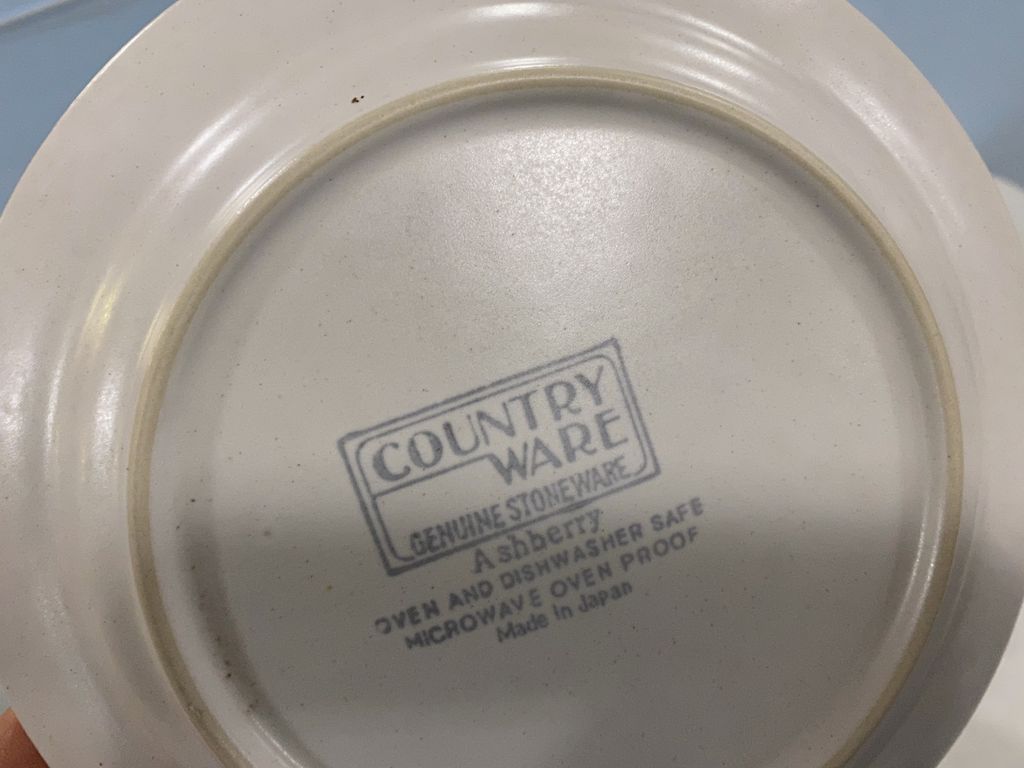 COUNTRY
WARE
GENUINE STONEWARE
Ashberry
OVEN AND DISHWASHER SAFE
MICROWAVE OVEN PROOF
Made in Japan